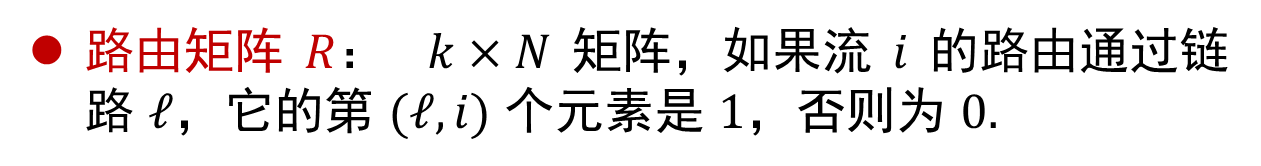 ● 路由矩阵 R： k × N 矩阵，如果流 i 的路由通过链
路 ℓ，它的第 (ℓ, i) 个元素是 1，否则为 0.